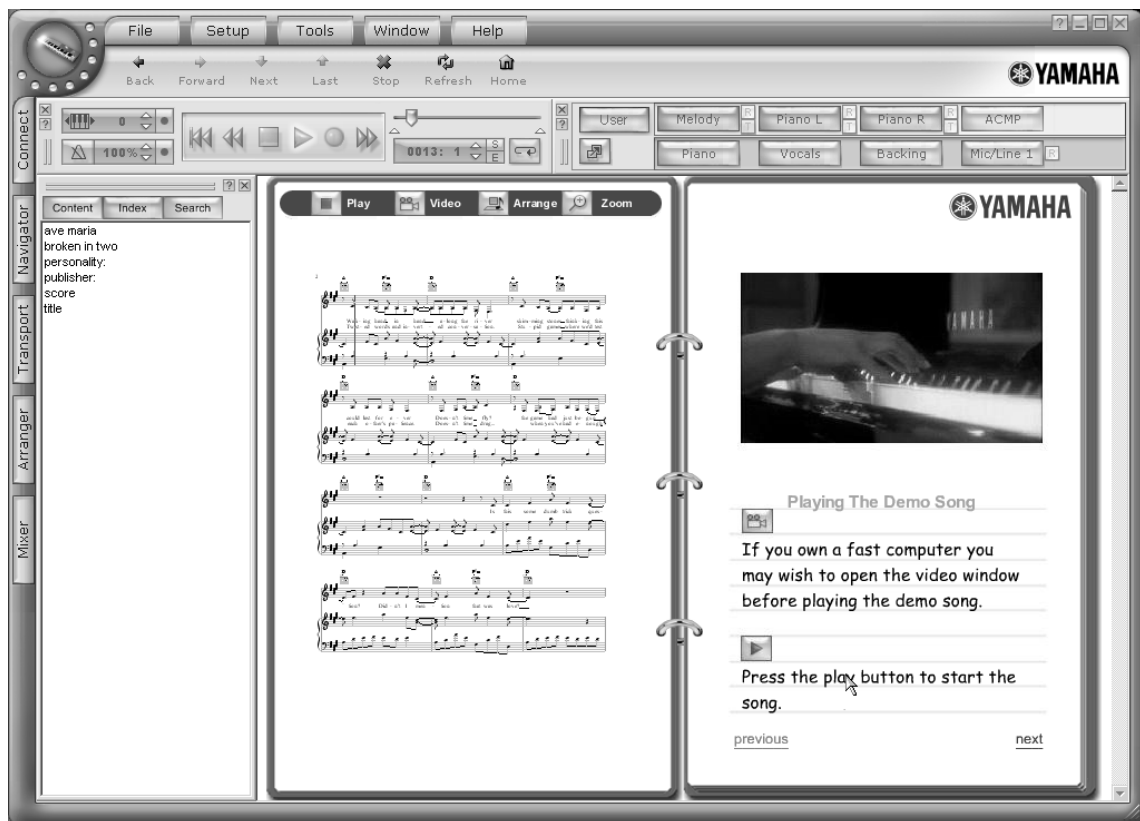 File Setup Tools Window Help
? _ □ X
Back Forward Next Last Stop Refresh Home
YAMAHA
Connect
Navigator
Transport
Arranger
Mixer
0
100%
0013: 1
S
E
User Melody R T Piano L R T Piano R R T ACMP
Piano Vocals Backing Mic/Line 1 R
Content Index Search
ave maria
broken in two
personality:
publisher:
score
title
Play Video Arrange Zoom
YAMAHA
YAMAHA
Playing The Demo Song
If you own a fast computer you
may wish to open the video window
before playing the demo song.
Press the play button to start the
song.
previous next